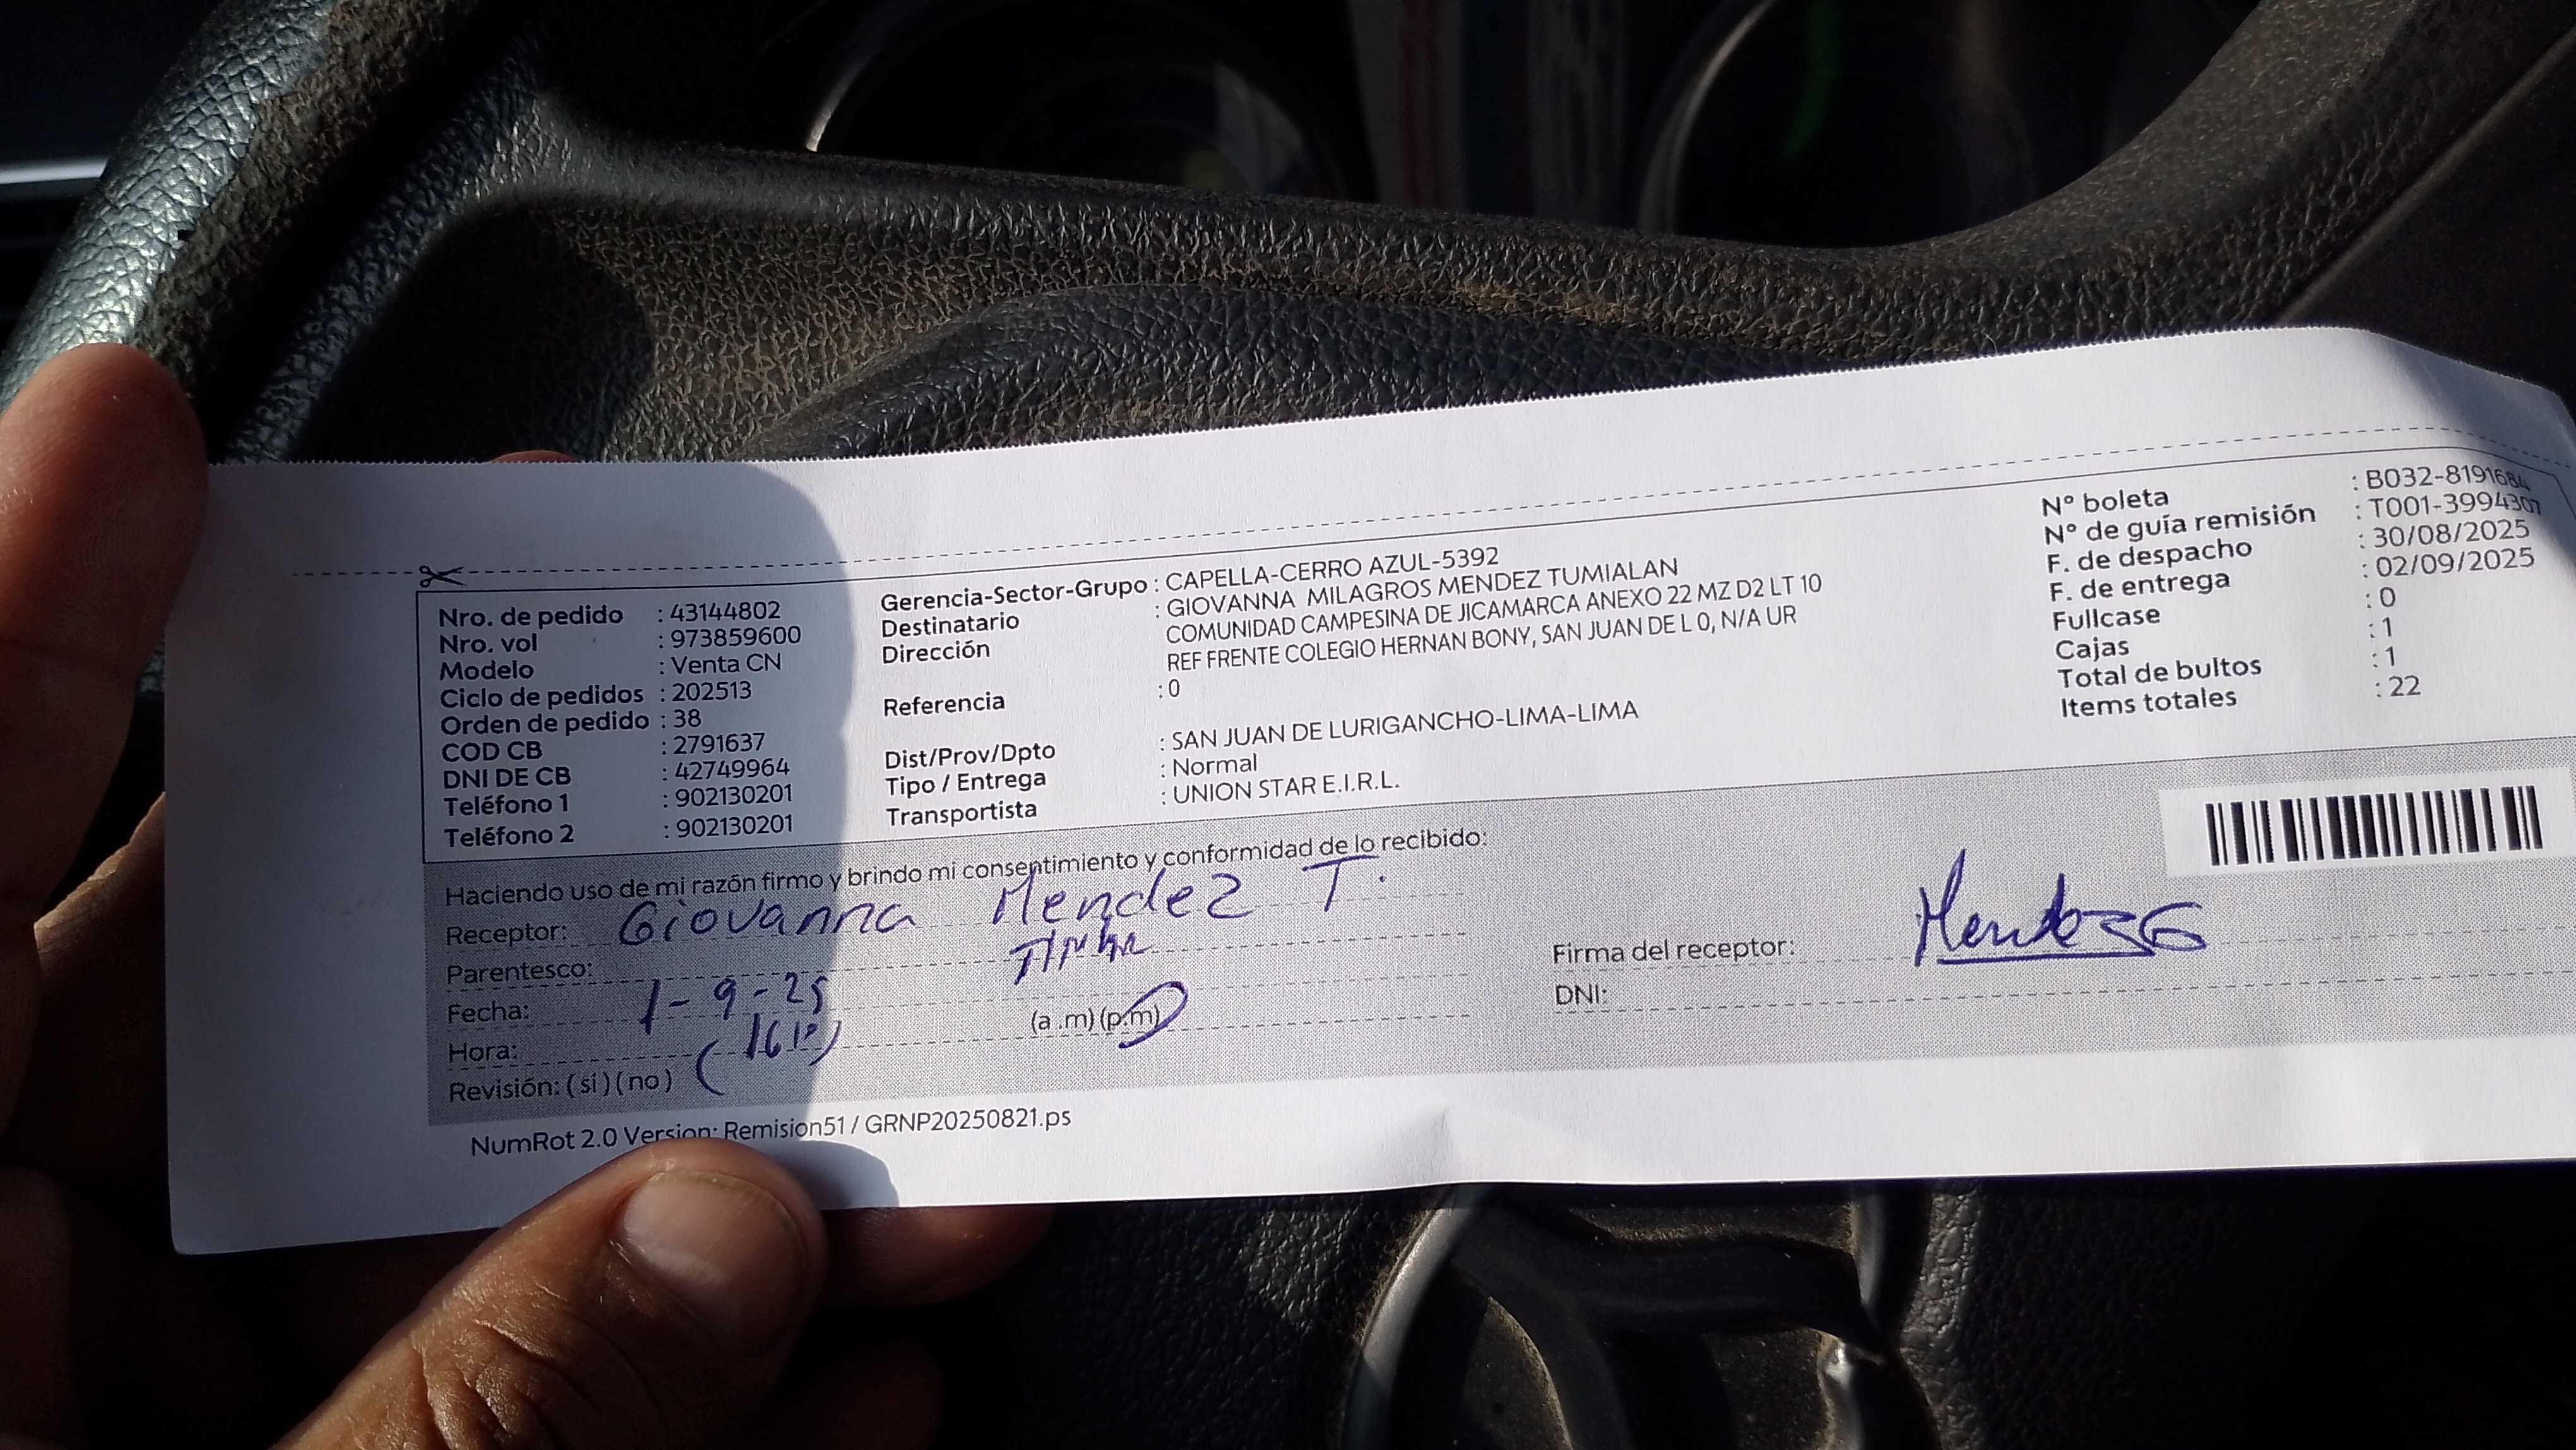 Nro. de pedido : 43144802
Nro. vol : 973859600
Modelo : Venta CN
Ciclo de pedidos : 202513
Orden de pedido : 38
COD CB : 2791637
DNI DE CB : 42749964
Teléfono 1 : 902130201
Teléfono 2 : 902130201
Gerencia-Sector-Grupo : CAPELLA-CERRO AZUL-5392
Destinatario : GIOVANNA MILAGROS MENDEZ TUMIALAN
Dirección COMUNIDAD CAMPESINA DE JICAMARCA ANEXO 22 MZ D2 LT 10
REF FRENTE COLEGIO HERNAN BONY, SAN JUAN DE L 0, N/A UR
Referencia : 0
Dist/Prov/Dpto : SAN JUAN DE LURIGANCHO-LIMA-LIMA
Tipo / Entrega : Normal
Transportista : UNION STAR E.I.R.L.
N° boleta : B032-8191684
N° de guía remisión : T001-3994307
F. de despacho : 30/08/2025
F. de entrega : 02/09/2025
Fullcase : 0
Cajas : 1
Total de bultos : 1
Items totales : 22
Haciendo uso de mi razón firmo y brindo mi consentimiento y conformidad de lo recibido:
Receptor: Giovanna Mendez T.
Parentesco:
Fecha: 1-9-25
Hora: (a .m) (p.m)
Revisión: ( si ) ( no )
Firma del receptor:
DNI:
NumRot 2.0 Version: Remision51 / GRNP20250821.ps